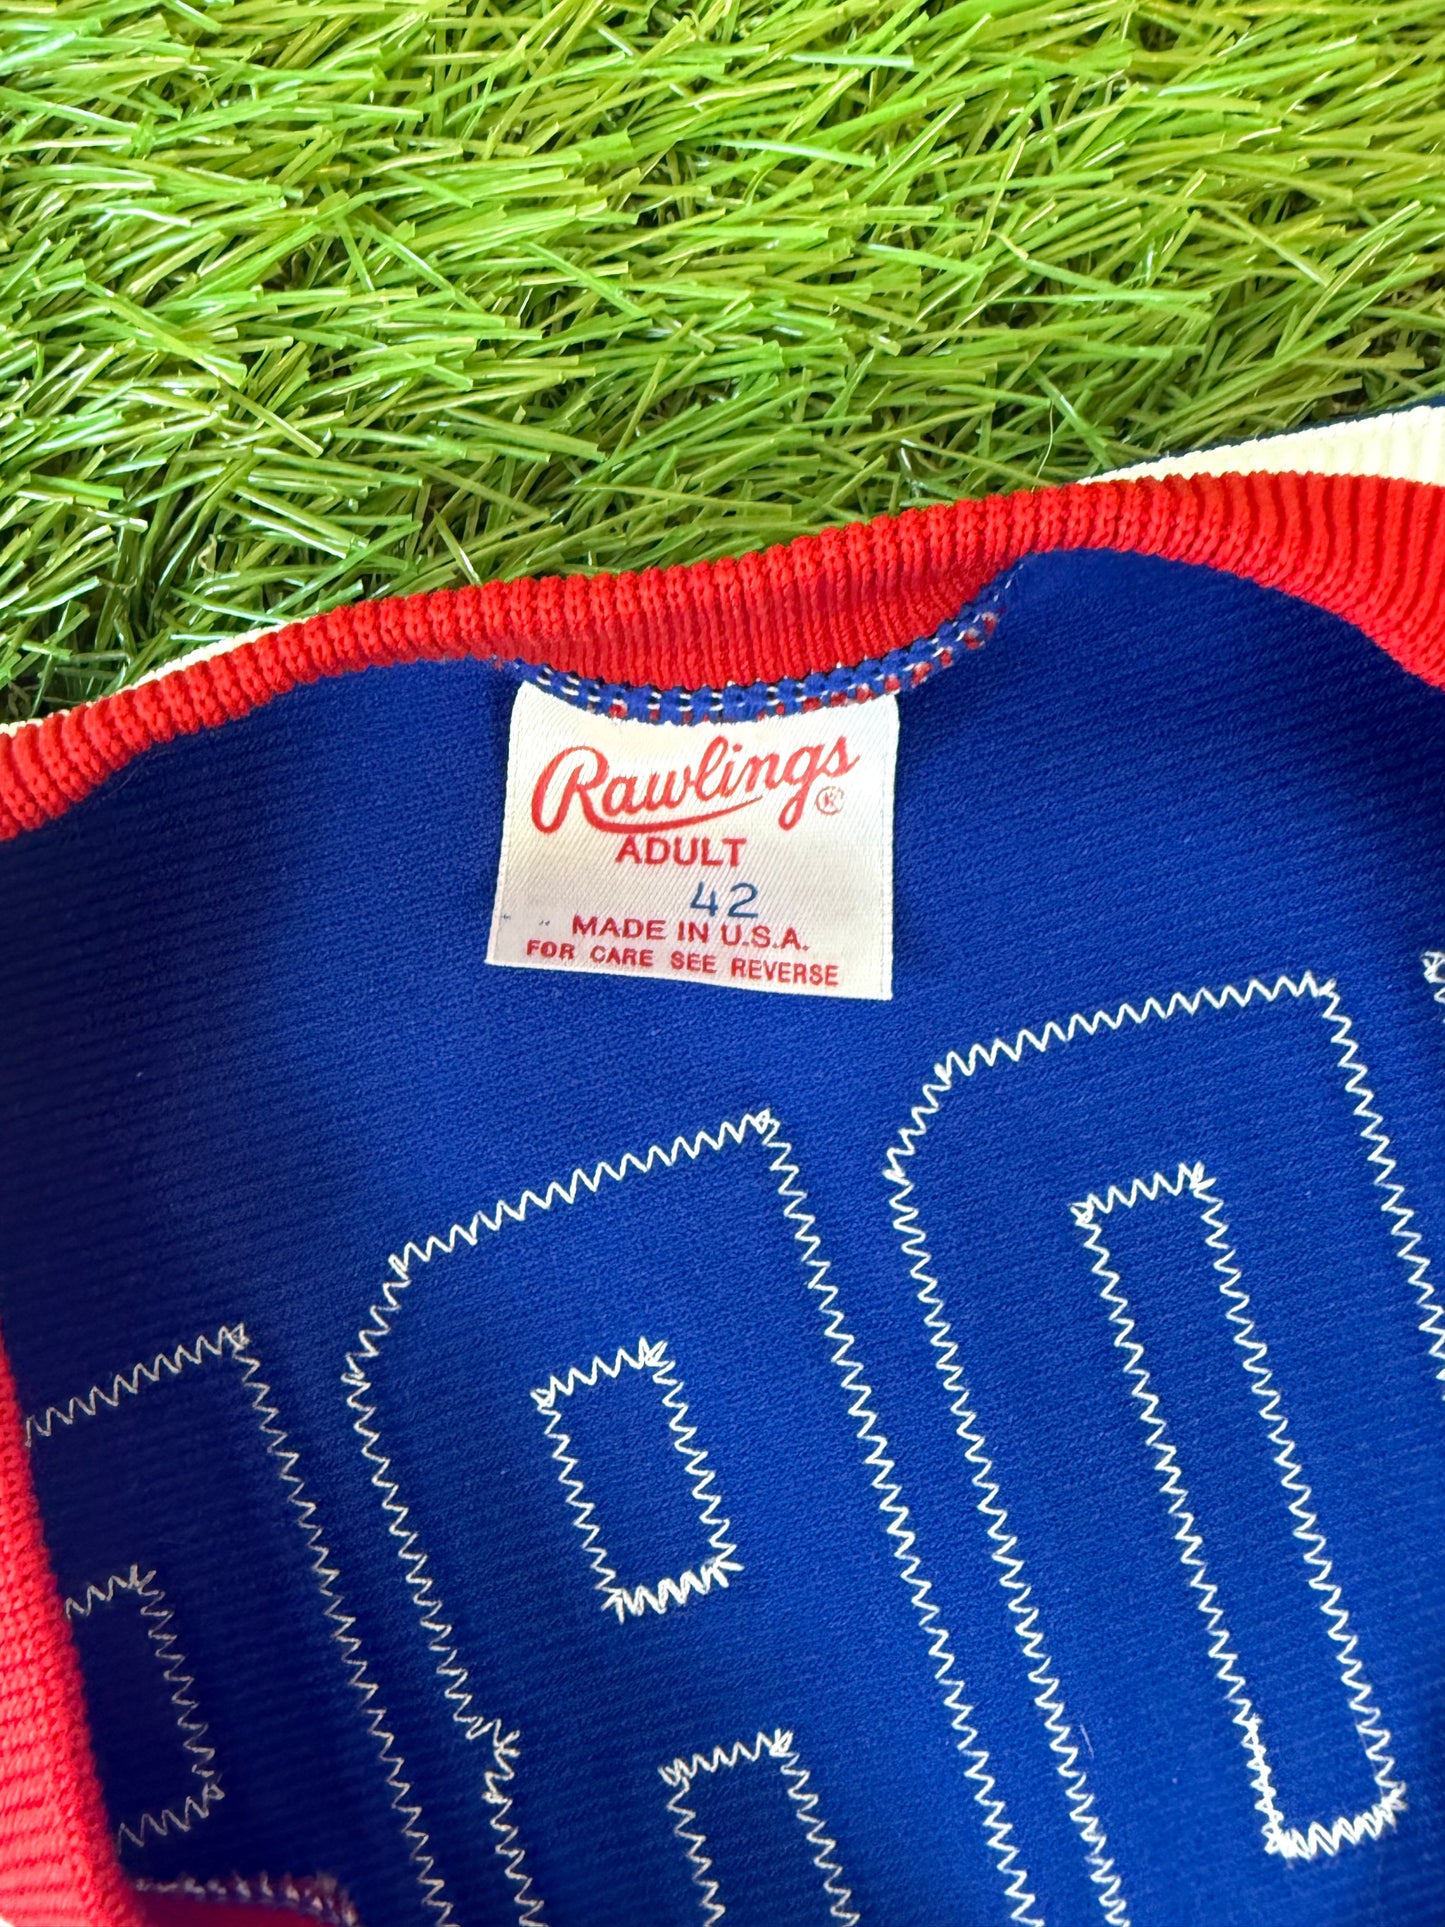 Rawlings®
ADULT
42
MADE IN U.S.A.
FOR CARE SEE REVERSE